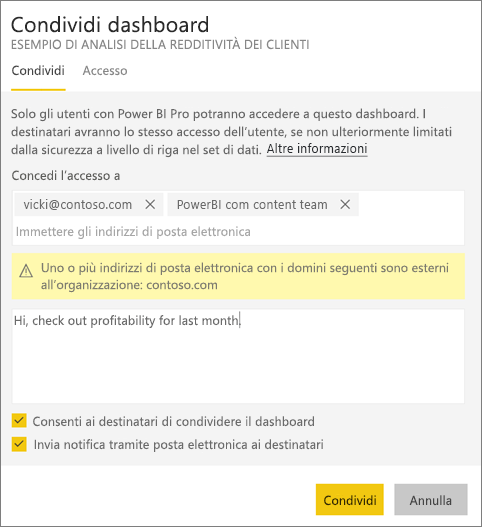 Condividi dashboard
ESEMPIO DI ANALISI DELLA REDDITIVITÀ DEI CLIENTI
Condividi Accesso
Solo gli utenti con Power BI Pro potranno accedere a questo dashboard. I
destinatari avranno lo stesso accesso dell'utente, se non ulteriormente limitati
dalla sicurezza a livello di riga nel set di dati. Altre informazioni
Concedi l'accesso a
vicki@contoso.com PowerBI com content team
Immettere gli indirizzi di posta elettronica
Uno o più indirizzi di posta elettronica con i domini seguenti sono esterni
all'organizzazione: contoso.com
Hi, check out profitability for last month.
Consenti ai destinatari di condividere il dashboard
Invia notifica tramite posta elettronica ai destinatari
Condividi Annulla